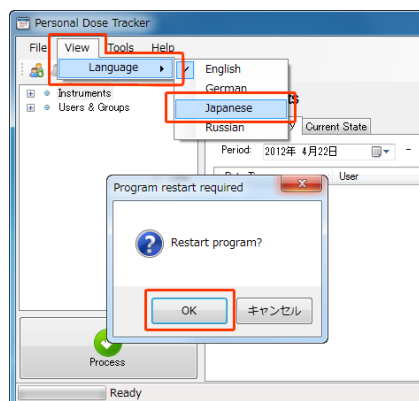 Personal Dose Tracker
File View Tools Help
Language
English
German
Japanese
Russian
Instruments
Users & Groups
Current State
Period: 2012年 4月22日 -
User
Program restart required
Restart program?
OK キャンセル
Process
Ready